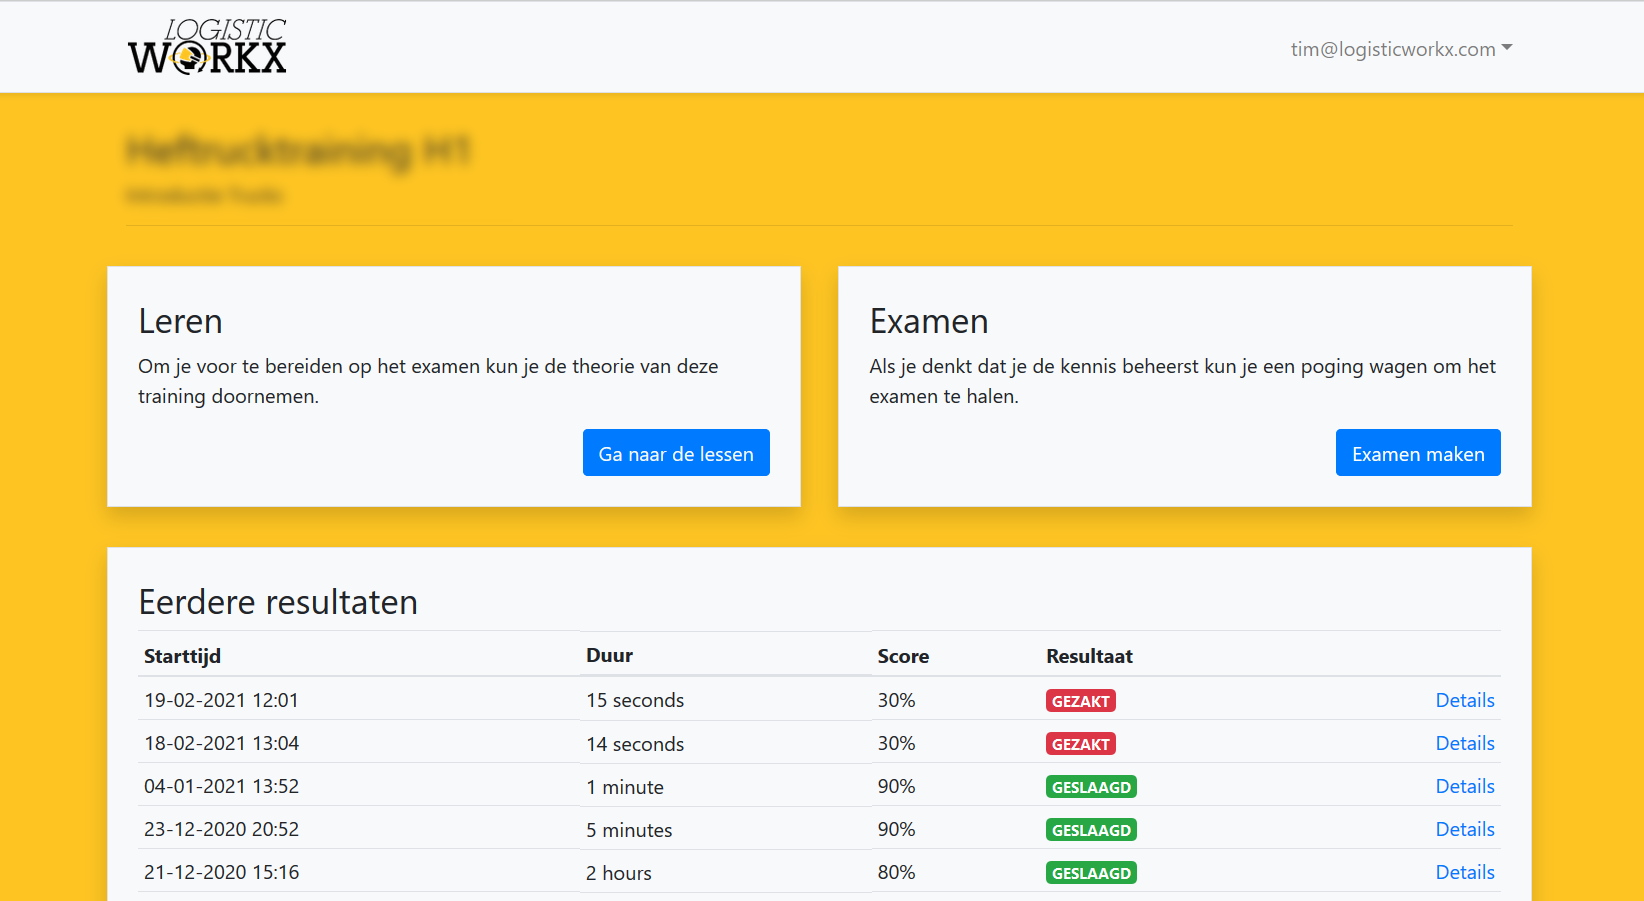 LOGISTIC
WORKX
tim@logisticworkx.com
Heftrucktraining H1
Leren
Om je voor te bereiden op het examen kun je de theorie van deze
training doornemen.
Ga naar de lessen
Examen
Als je denkt dat je de kennis beheerst kun je een poging wagen om het
examen te halen.
Examen maken
Eerdere resultaten
Starttijd Duur Score Resultaat
19-02-2021 12:01 15 seconds 30% GEZAKT Details
18-02-2021 13:04 14 seconds 30% GEZAKT Details
04-01-2021 13:52 1 minute 90% GESLAAGD Details
23-12-2020 20:52 5 minutes 90% GESLAAGD Details
21-12-2020 15:16 2 hours 80% GESLAAGD Details